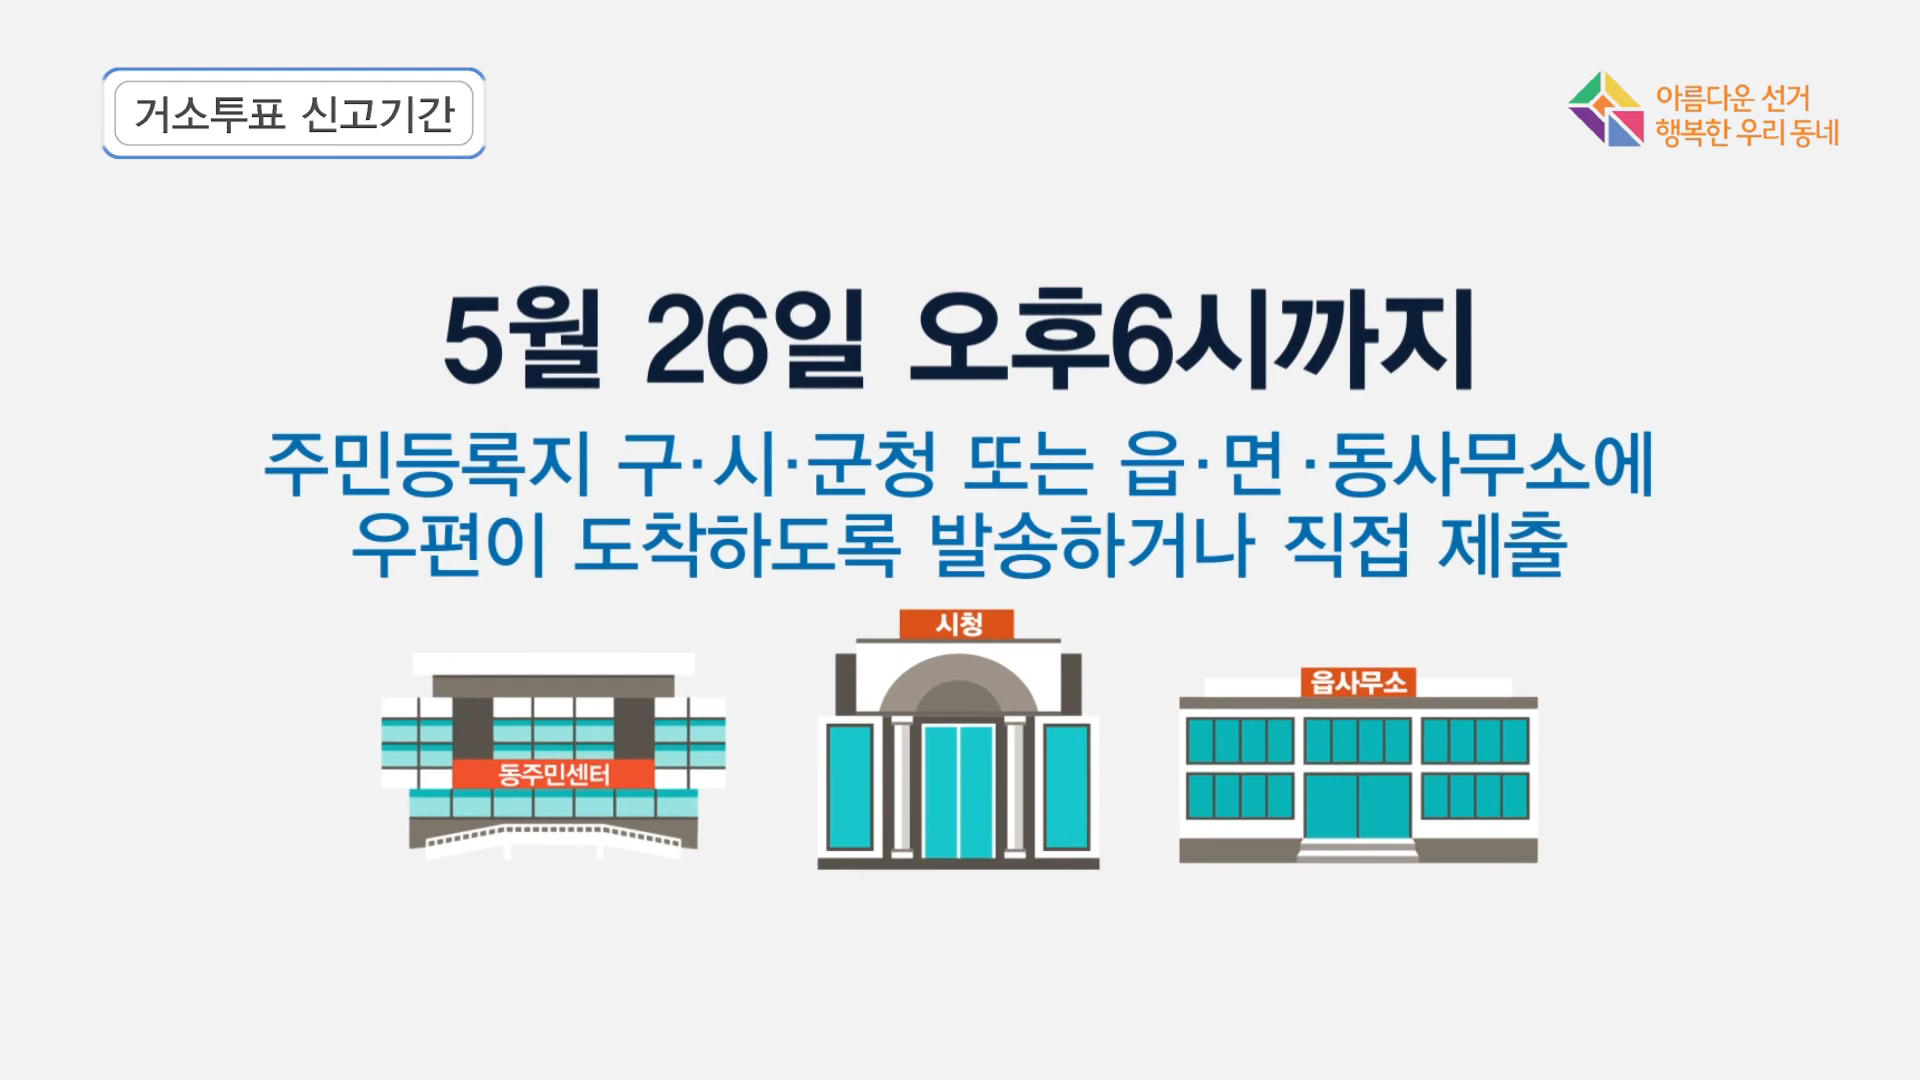 거소투표 신고기간
아름다운 선거
행복한 우리 동네
5월 26일 오후6시까지
주민등록지 구·시·군청 또는 읍·면·동사무소에
우편이 도착하도록 발송하거나 직접 제출
시청
읍사무소
동주민센터